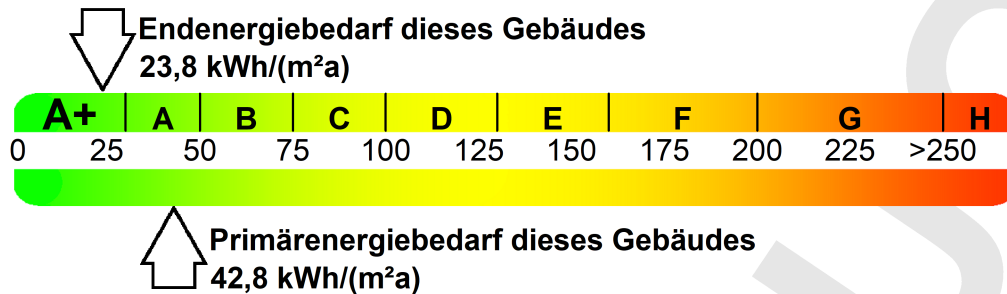 Endenergiebedarf dieses Gebäudes
23,8 kWh/(m²a)
A+ A B C D E F G H
0 25 50 75 100 125 150 175 200 225 >250
Primärenergiebedarf dieses Gebäudes
42,8 kWh/(m²a)